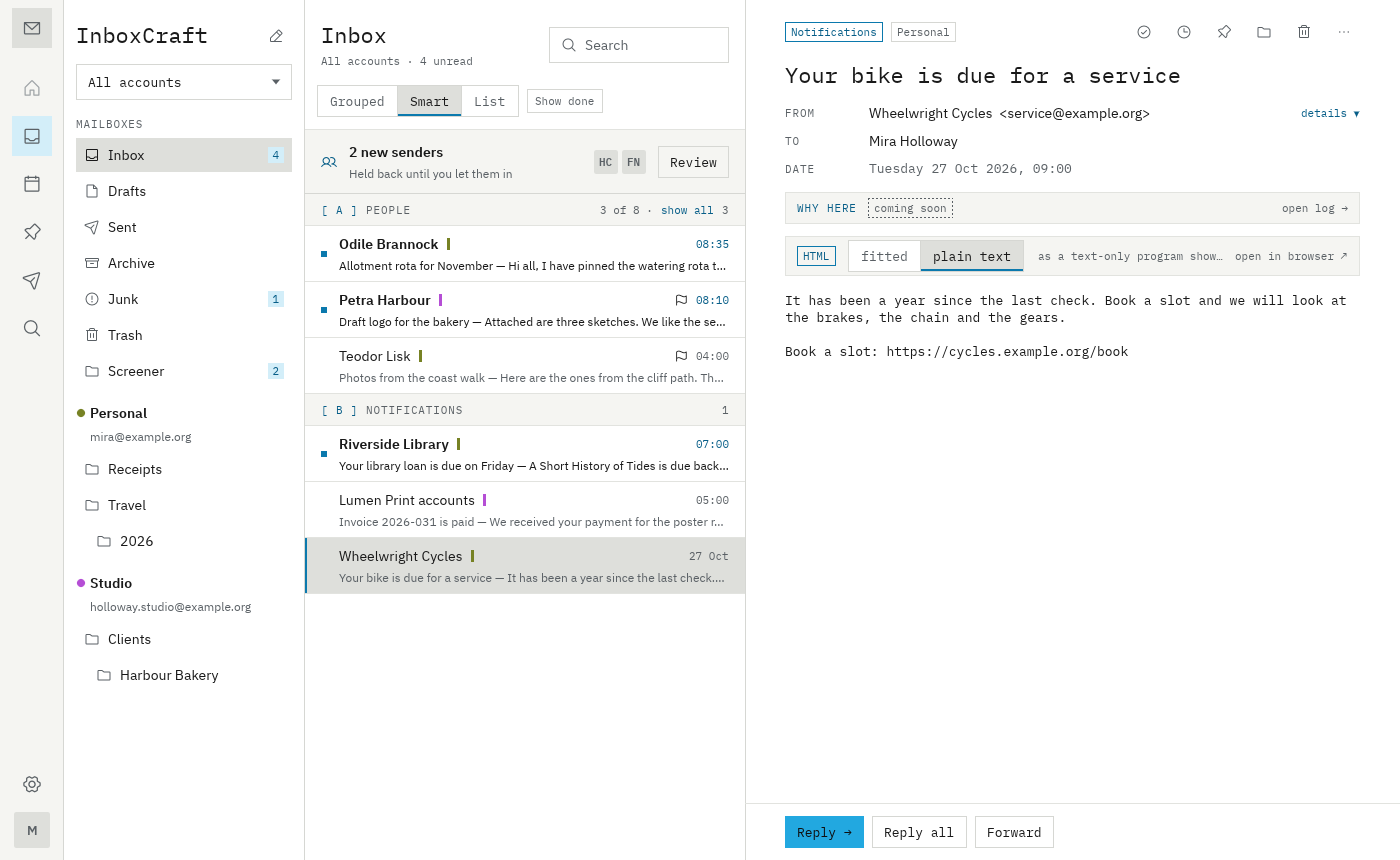 InboxCraft
All accounts
MAILBOXES
Inbox 4
Drafts
Sent
Archive
Junk 1
Trash
Screener 2
Personal
mira@example.org
Receipts
Travel
2026
Studio
holloway.studio@example.org
Clients
Harbour Bakery
M
Inbox
All accounts · 4 unread
Search
Grouped Smart List Show done
2 new senders
Held back until you let them in
HC FN Review
[ A ] PEOPLE 3 of 8 · show all 3
Odile Brannock 08:35
Allotment rota for November — Hi all, I have pinned the watering rota t…
Petra Harbour 08:10
Draft logo for the bakery — Attached are three sketches. We like the se…
Teodor Lisk 04:00
Photos from the coast walk — Here are the ones from the cliff path. Th…
[ B ] NOTIFICATIONS 1
Riverside Library 07:00
Your library loan is due on Friday — A Short History of Tides is due back…
Lumen Print accounts 05:00
Invoice 2026-031 is paid — We received your payment for the poster r…
Wheelwright Cycles 27 Oct
Your bike is due for a service — It has been a year since the last check.…
Notifications Personal
Your bike is due for a service
FROM Wheelwright Cycles <service@example.org> details ▾
TO Mira Holloway
DATE Tuesday 27 Oct 2026, 09:00
WHY HERE coming soon open log →
HTML fitted plain text as a text-only program show… open in browser ↗
It has been a year since the last check. Book a slot and we will look at
the brakes, the chain and the gears.
Book a slot: https://cycles.example.org/book
Reply → Reply all Forward